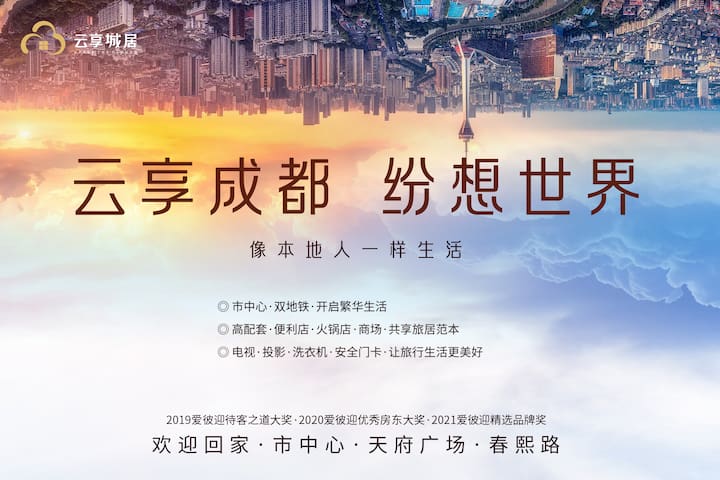 云享城居
云享成都 纷想世界
像本地人一样生活
◎ 市中心·双地铁·开启繁华生活
◎ 高配套·便利店·火锅店·商场·共享旅居范本
◎ 电视·投影·洗衣机·安全门卡·让旅行生活更美好
2019爱彼迎待客之道大奖·2020爱彼迎优秀房东大奖·2021爱彼迎精选品牌奖
欢迎回家·市中心·天府广场·春熙路